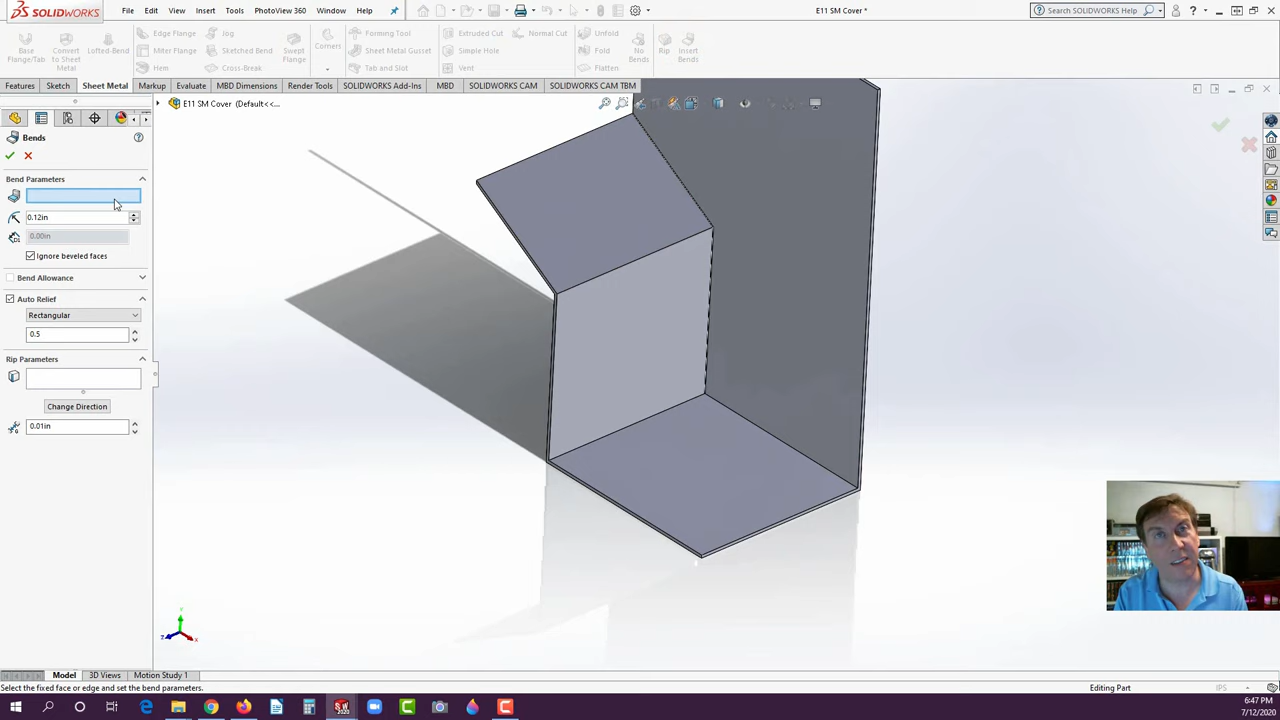 SOLIDWORKS
File Edit View Insert Tools PhotoView 360 Window Help
E11 SM Cover *
Search SOLIDWORKS Help
Base Flange/Tab
Convert to Sheet Metal
Lofted-Bend
Edge Flange
Miter Flange
Hem
Jog
Sketched Bend
Cross-Break
Swept Flange
Corners
Forming Tool
Sheet Metal Gusset
Tab and Slot
Extruded Cut
Simple Hole
Vent
Normal Cut
Unfold
Fold
Flatten
No Bends
Rip
Insert Bends
Features Sketch Sheet Metal Markup Evaluate MBD Dimensions Render Tools SOLIDWORKS Add-Ins MBD SOLIDWORKS CAM SOLIDWORKS CAM TBM
E11 SM Cover (Default<<...
Bends
Bend Parameters
0.12in
0.00in
Ignore beveled faces
Bend Allowance
Auto Relief
Rectangular
0.5
Rip Parameters
Change Direction
0.01in
Y
Z
X
Model 3D Views Motion Study 1
Select the fixed face or edge and set the bend parameters.
Editing Part
IPS
6:47 PM
7/12/2020